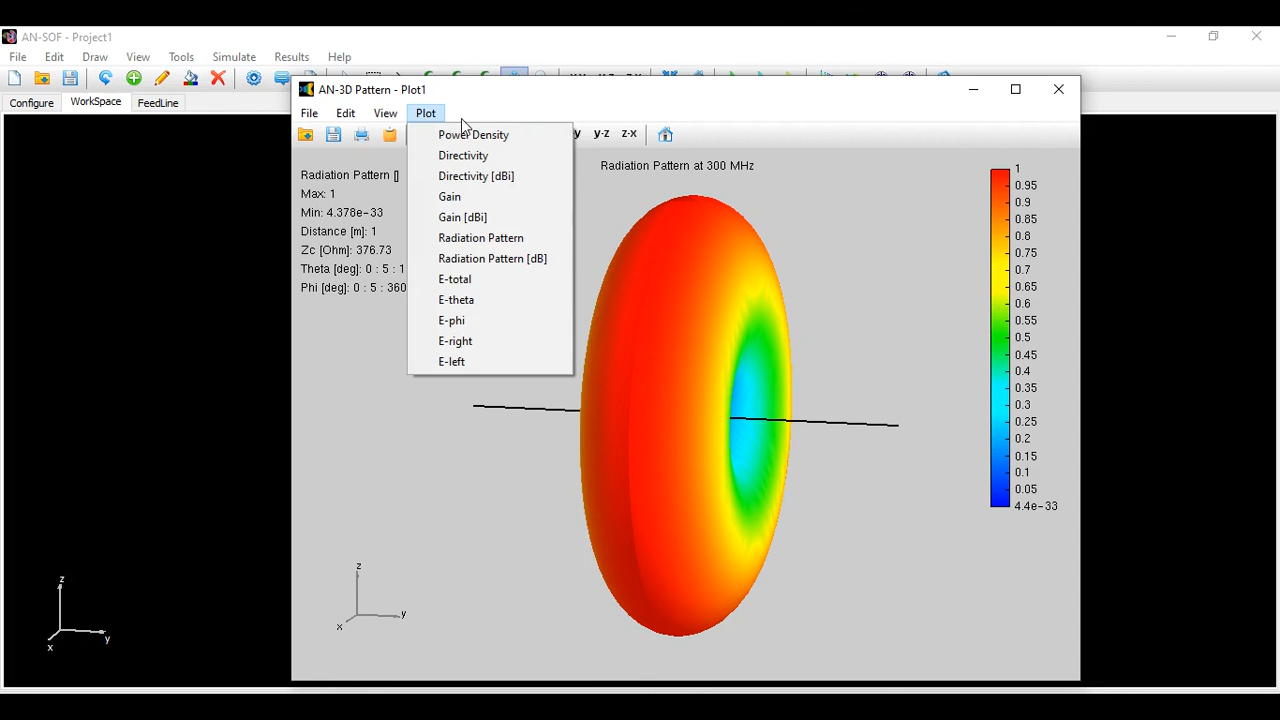 AN-SOF - Project1
File Edit Draw View Tools Simulate Results Help
Configure WorkSpace FeedLine
AN-3D Pattern - Plot1
File Edit View Plot
y y-z z-x
Power Density
Directivity
Directivity [dBi]
Gain
Gain [dBi]
Radiation Pattern
Radiation Pattern [dB]
E-total
E-theta
E-phi
E-right
E-left
Radiation Pattern []
Max: 1
Min: 4.378e-33
Distance [m]: 1
Zc [Ohm]: 376.73
Theta [deg]: 0 : 5 : 1
Phi [deg]: 0 : 5 : 360
Radiation Pattern at 300 MHz
1
0.95
0.9
0.85
0.8
0.75
0.7
0.65
0.6
0.55
0.5
0.45
0.4
0.35
0.3
0.25
0.2
0.15
0.1
0.05
4.4e-33
z
y
x
z
y
x